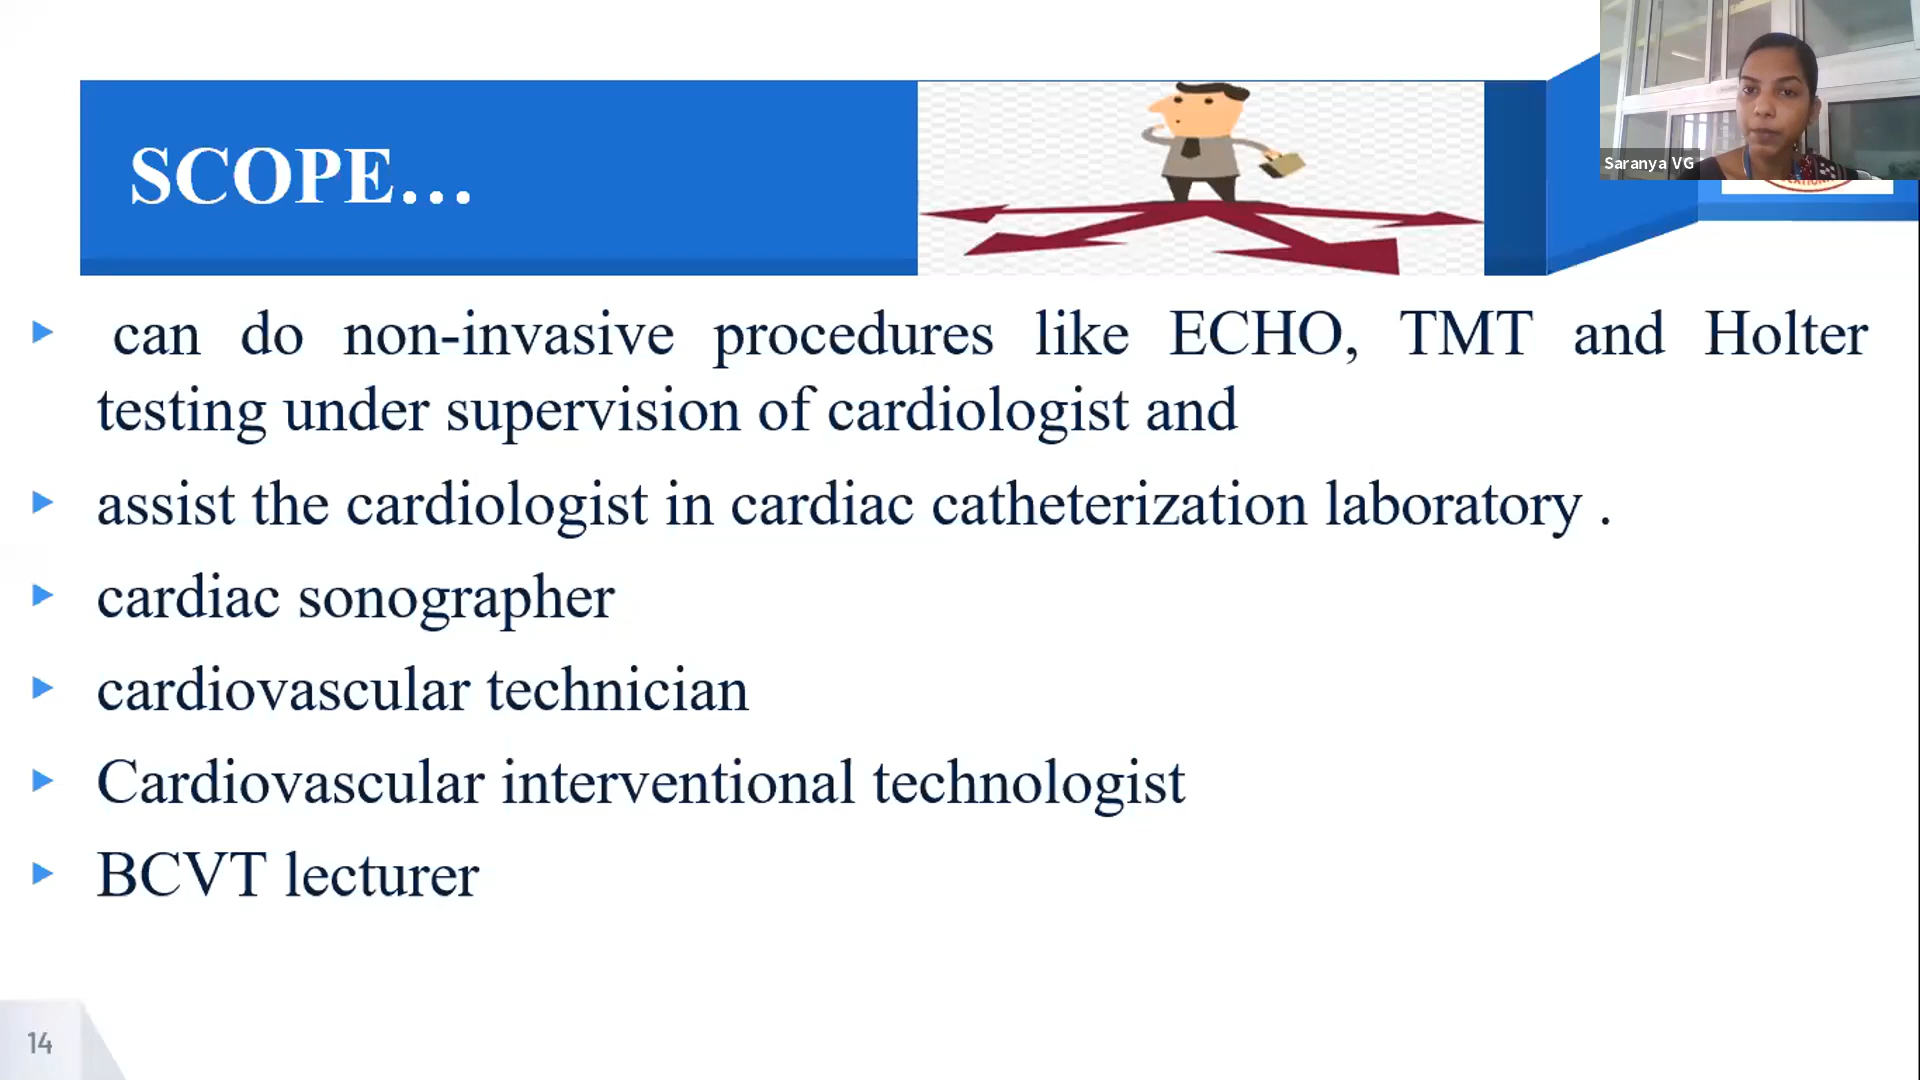 Saranya VG
SCOPE...
can do non-invasive procedures like ECHO, TMT and Holter
testing under supervision of cardiologist and
assist the cardiologist in cardiac catheterization laboratory .
cardiac sonographer
cardiovascular technician
Cardiovascular interventional technologist
BCVT lecturer
14